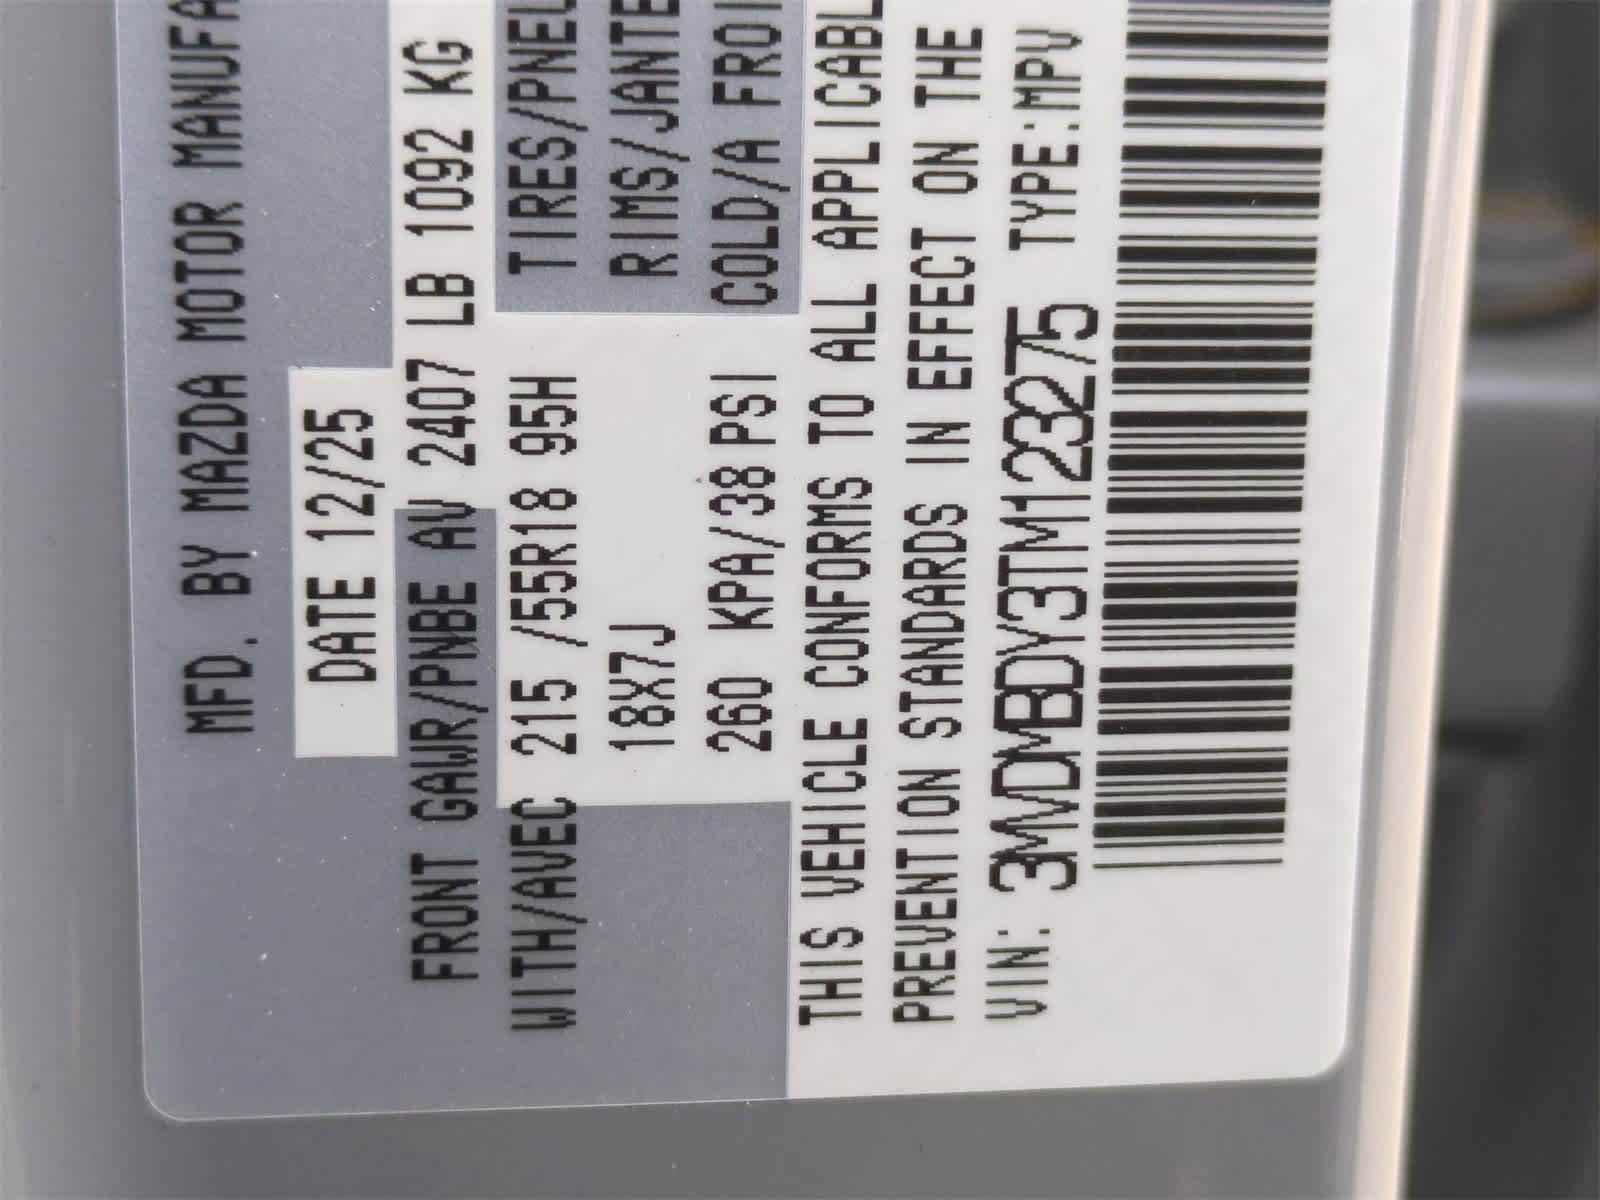 MFD. BY MAZDA MOTOR MANUFA
DATE 12/25
FRONT GAWR/PNBE AV 2407 LB 1092 KG
WITH/AVEC 215 /55R18 95H TIRES/PNEU
18X7J RIMS/JANTE
260 KPA/38PSI COLD/A FROI
THIS VEHICLE CONFORMS TO ALL APPLICABL
PREVENTION STANDARDS IN EFFECT ON THE
VIN: 3MVDMBDY3TM123275 TYPE:MPV